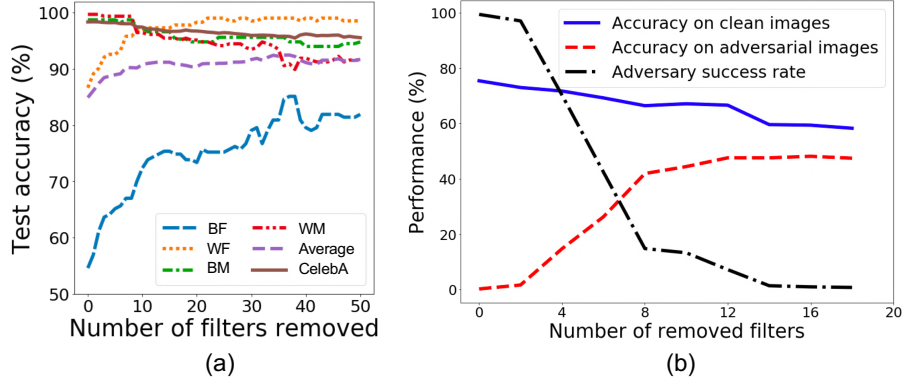 Test accuracy (%)
100
90
80
70
60
50
BF
WF
BM
WM
Average
CelebA
0
10
20
30
40
50
Number of filters removed
(a)
Performance (%)
100
80
60
40
20
0
Accuracy on clean images
Accuracy on adversarial images
Adversary success rate
0
4
8
12
16
20
Number of removed filters
(b)